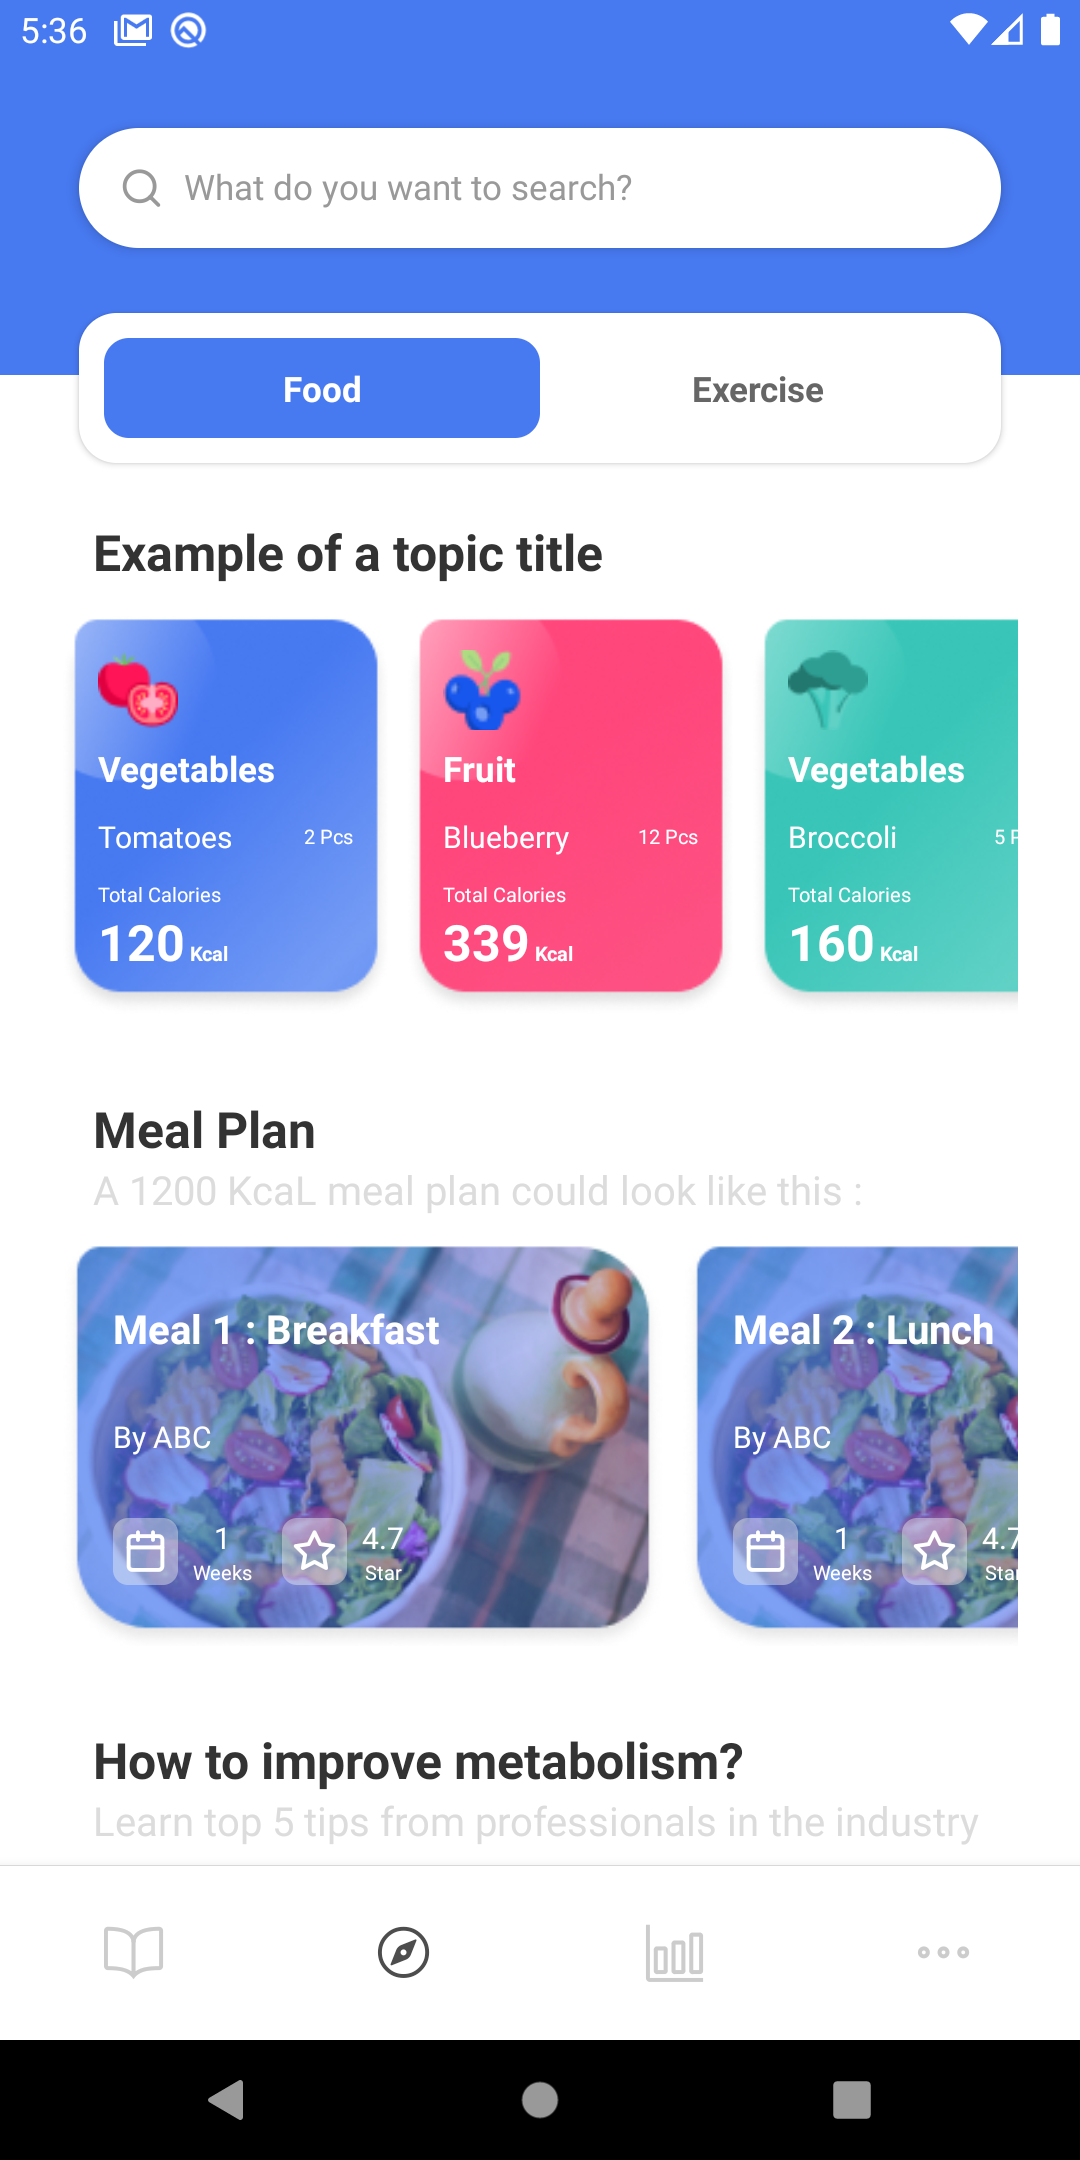 5:36
What do you want to search?
Food
Exercise
Example of a topic title
Vegetables
Tomatoes 2 Pcs
Total Calories
120 Kcal
Fruit
Blueberry 12 Pcs
Total Calories
339 Kcal
Vegetables
Broccoli 5
Total Calories
160 Kcal
Meal Plan
A 1200 KcaL meal plan could look like this :
Meal 1 : Breakfast
By ABC
1
Weeks
4.7
Star
Meal 2 : Lunch
By ABC
1
Weeks
4.7
Star
How to improve metabolism?
Learn top 5 tips from professionals in the industry